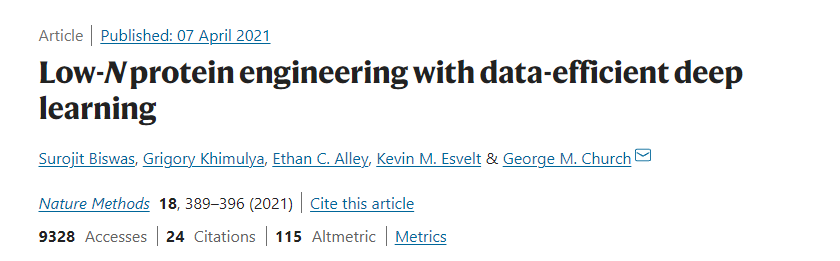 Article | Published: 07 April 2021
Low-N protein engineering with data-efficient deep
learning
Surojit Biswas, Grigory Khimulya, Ethan C. Alley, Kevin M. Esvelt & George M. Church
Nature Methods 18, 389–396 (2021) | Cite this article
9328 Accesses | 24 Citations | 115 Altmetric | Metrics